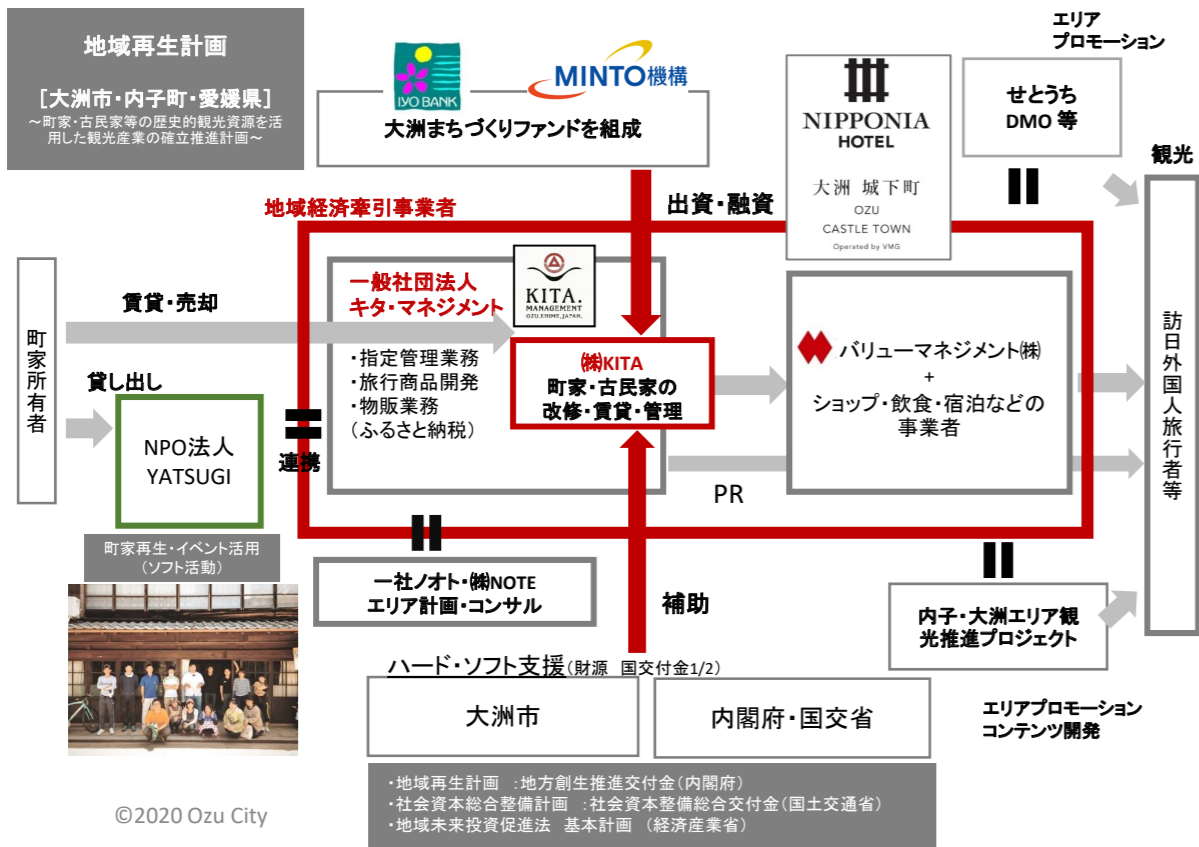 地域再生計画
[大洲市・内子町・愛媛県]
～町家・古民家等の歴史的観光資源を活
用した観光産業の確立推進計画～
IYO BANK
MINTO機構
大洲まちづくりファンドを組成
NIPPONIA
HOTEL
大洲 城下町
OZU
CASTLE TOWN
Operated by VMG
エリア
プロモーション
せとうち
DMO 等
観光
地域経済牽引事業者
出資・融資
町家所有者
賃貸・売却
貸し出し
NPO法人
YATSUGI
連携
町家再生・イベント活用
(ソフト活動)
一般社団法人
キタ・マネジメント
KITA.
MANAGEMENT
OZU,EHIME,JAPAN.
・指定管理業務
・旅行商品開発
・物販業務
(ふるさと納税)
㈱KITA
町家・古民家の
改修・賃貸・管理
バリューマネジメント㈱
+
ショップ・飲食・宿泊などの
事業者
PR
訪日外国人旅行者等
一社ノオト・㈱NOTE
エリア計画・コンサル
補助
内子・大洲エリア観
光推進プロジェクト
エリアプロモーション
コンテンツ開発
ハード・ソフト支援(財源 国交付金1/2)
大洲市
内閣府・国交省
・地域再生計画 :地方創生推進交付金(内閣府)
・社会資本総合整備計画 :社会資本整備総合交付金(国土交通省)
・地域未来投資促進法 基本計画 (経済産業省)
©2020 Ozu City